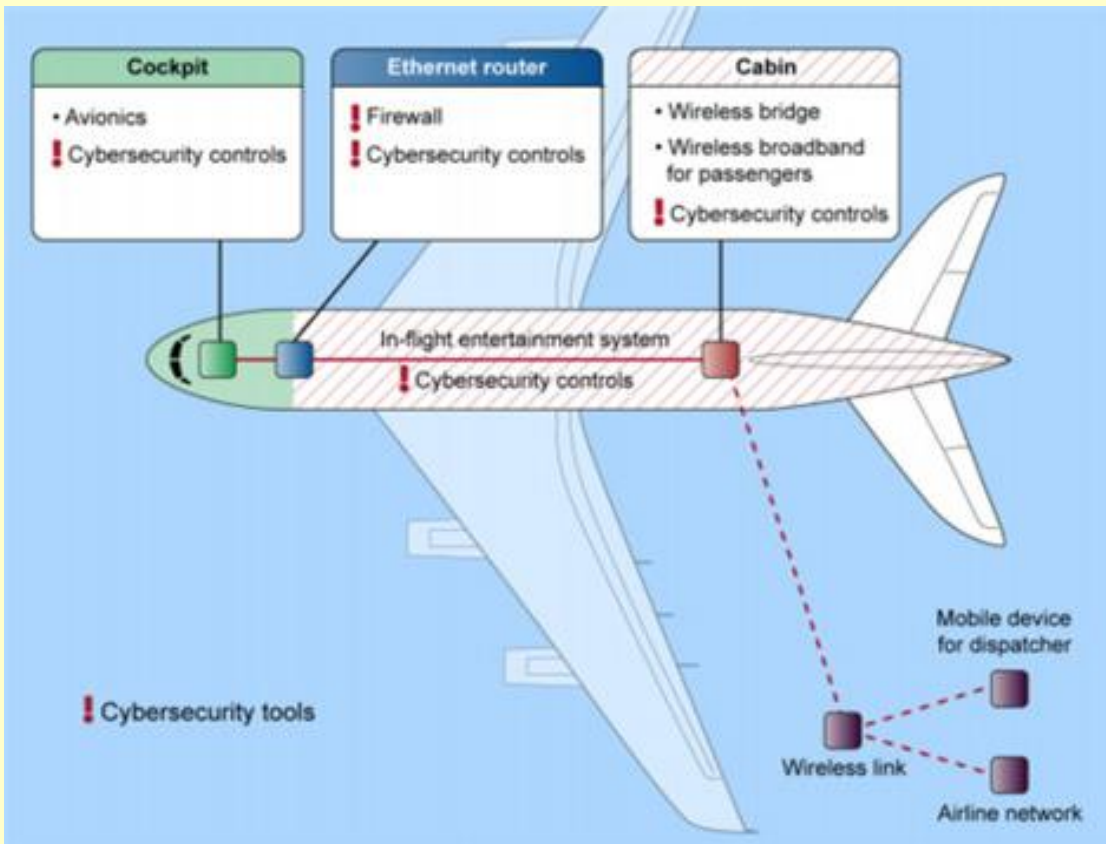 Cockpit
• Avionics
! Cybersecurity controls
Ethernet router
! Firewall
! Cybersecurity controls
Cabin
• Wireless bridge
• Wireless broadband
for passengers
! Cybersecurity controls
In-flight entertainment system
! Cybersecurity controls
! Cybersecurity tools
Mobile device
for dispatcher
Wireless link
Airline network